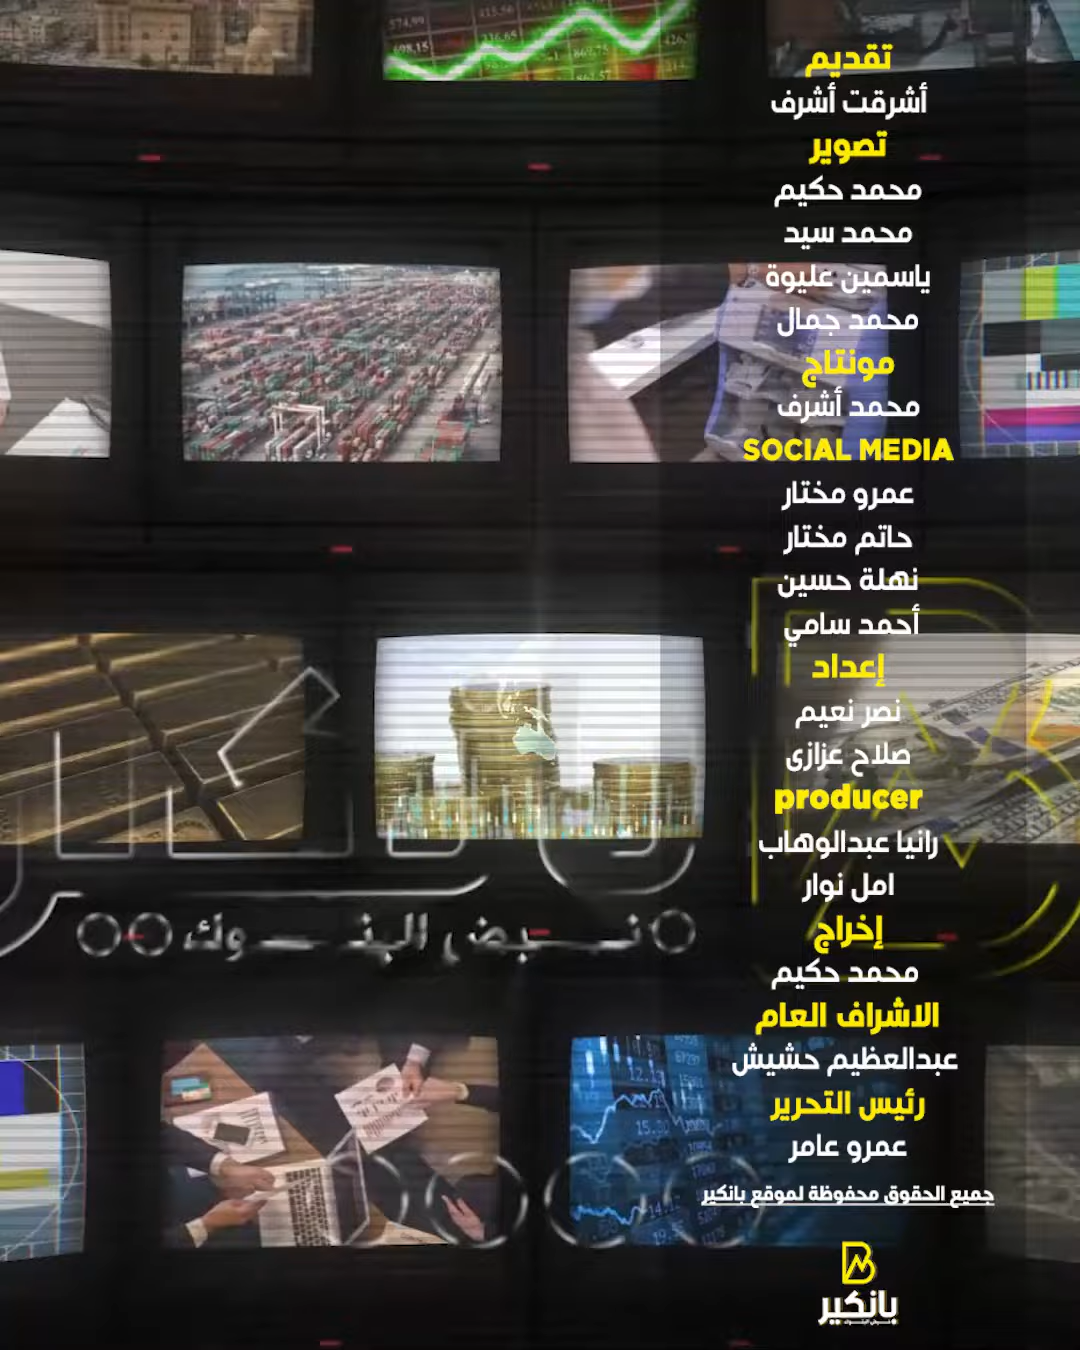 تقديم
أشرقت أشرف
تصوير
محمد حكيم
محمد سيد
ياسمين عليوة
محمد جمال
مونتاج
محمد أشرف
SOCIAL MEDIA
عمرو مختار
حاتم مختار
نهلة حسين
أحمد سامي
إعداد
نصر نعيم
صلاح عزازى
producer
رانيا عبدالوهاب
امل نوار
إخراج
محمد حكيم
الاشراف العام
عبدالعظيم حشيش
رئيس التحرير
عمرو عامر
جميع الحقوق محفوظة لموقع بانكير
بانكير
نبض البنوك